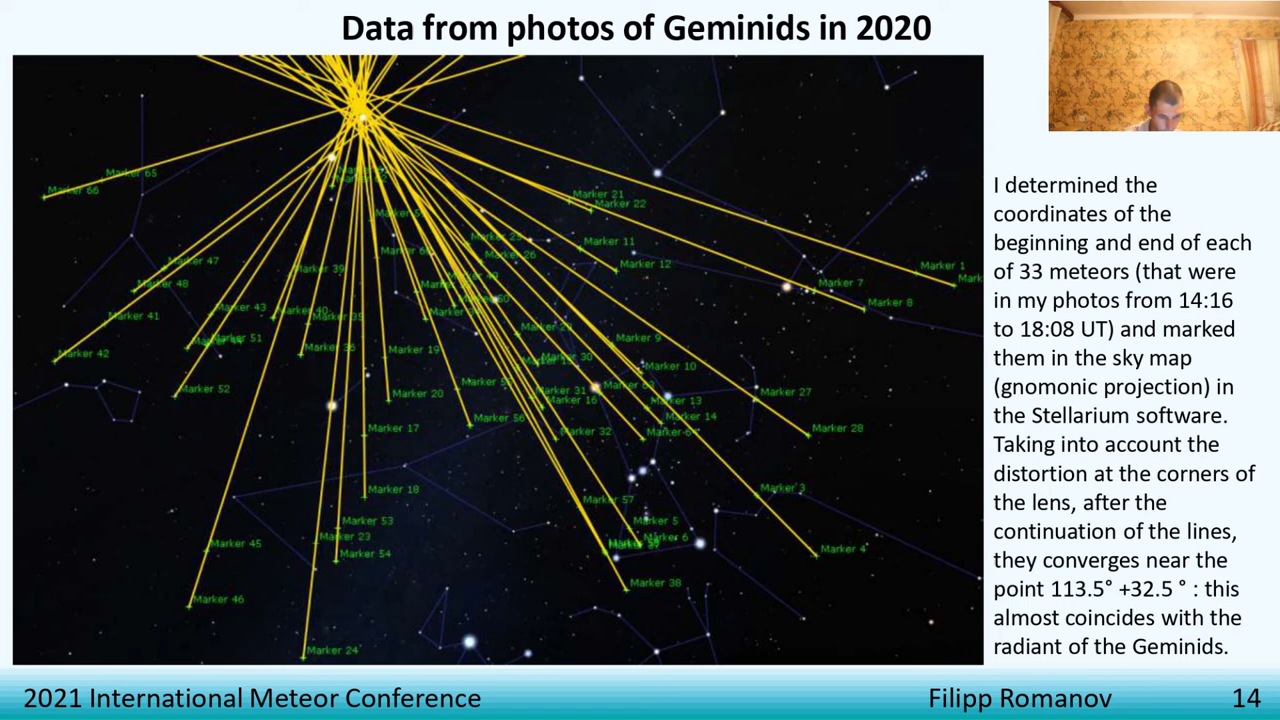 Data from photos of Geminids in 2020
Marker 65
Marker 66
Marker 21
Marker 22
Marker 11
Marker 12
Marker 1
Mark
Marker 7
Marker 8
Marker 47
Marker 48
Marker 39
Marker 26
Marker 43
Marker 40
Marker 41
Marker 51
Marker 42
Marker 36
Marker 19
Marker 9
Marker 30
Marker 10
Marker 52
Marker 20
Marker 31
Marker 16
Marker 63
Marker 27
Marker 13
Marker 14
Marker 56
Marker 17
Marker 32
Marker 28
Marker 18
Marker 57
Marker 3
Marker 53
Marker 5
Marker 23
Marker 6
Marker 45
Marker 54
Marker 4
Marker 38
Marker 46
Marker 24
I determined the
coordinates of the
beginning and end of each
of 33 meteors (that were
in my photos from 14:16
to 18:08 UT) and marked
them in the sky map
(gnomonic projection) in
the Stellarium software.
Taking into account the
distortion at the corners of
the lens, after the
continuation of the lines,
they converges near the
point 113.5° +32.5 ° : this
almost coincides with the
radiant of the Geminids.
2021 International Meteor Conference
Filipp Romanov
14